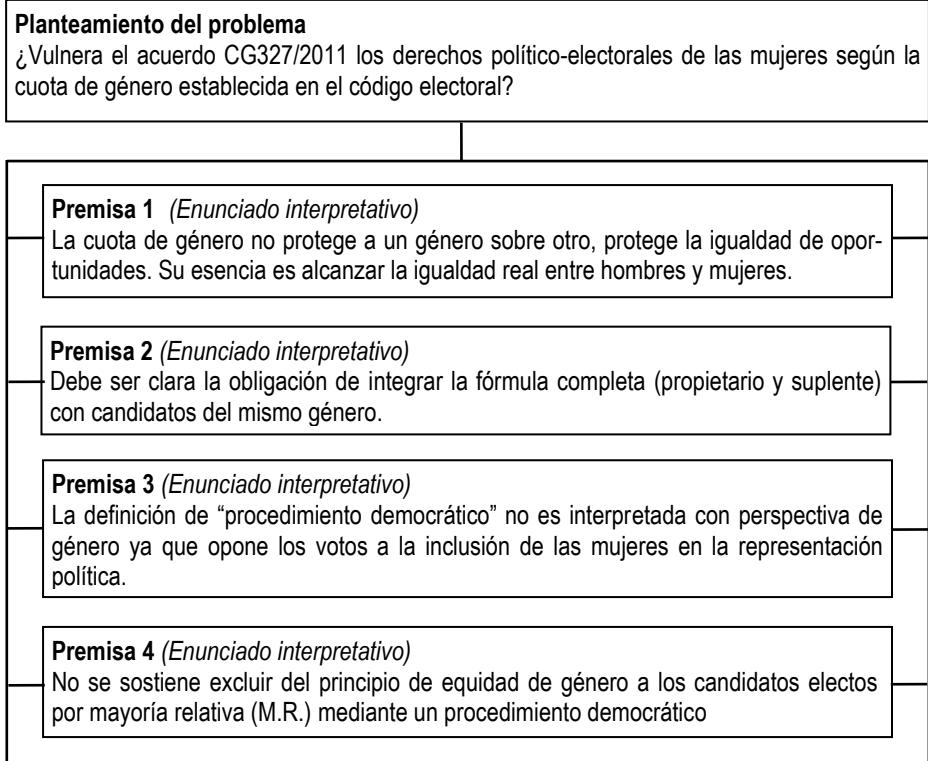 Planteamiento del problema
¿Vulnera el acuerdo CG327/2011 los derechos político-electorales de las mujeres según la
cuota de género establecida en el código electoral?
Premisa 1 (Enunciado interpretativo)
La cuota de género no protege a un género sobre otro, protege la igualdad de opor-
tunidades. Su esencia es alcanzar la igualdad real entre hombres y mujeres.
Premisa 2 (Enunciado interpretativo)
Debe ser clara la obligación de integrar la fórmula completa (propietario y suplente)
con candidatos del mismo género.
Premisa 3 (Enunciado interpretativo)
La definición de “procedimiento democrático” no es interpretada con perspectiva de
género ya que opone los votos a la inclusión de las mujeres en la representación
política.
Premisa 4 (Enunciado interpretativo)
No se sostiene excluir del principio de equidad de género a los candidatos electos
por mayoría relativa (M.R.) mediante un procedimiento democrático